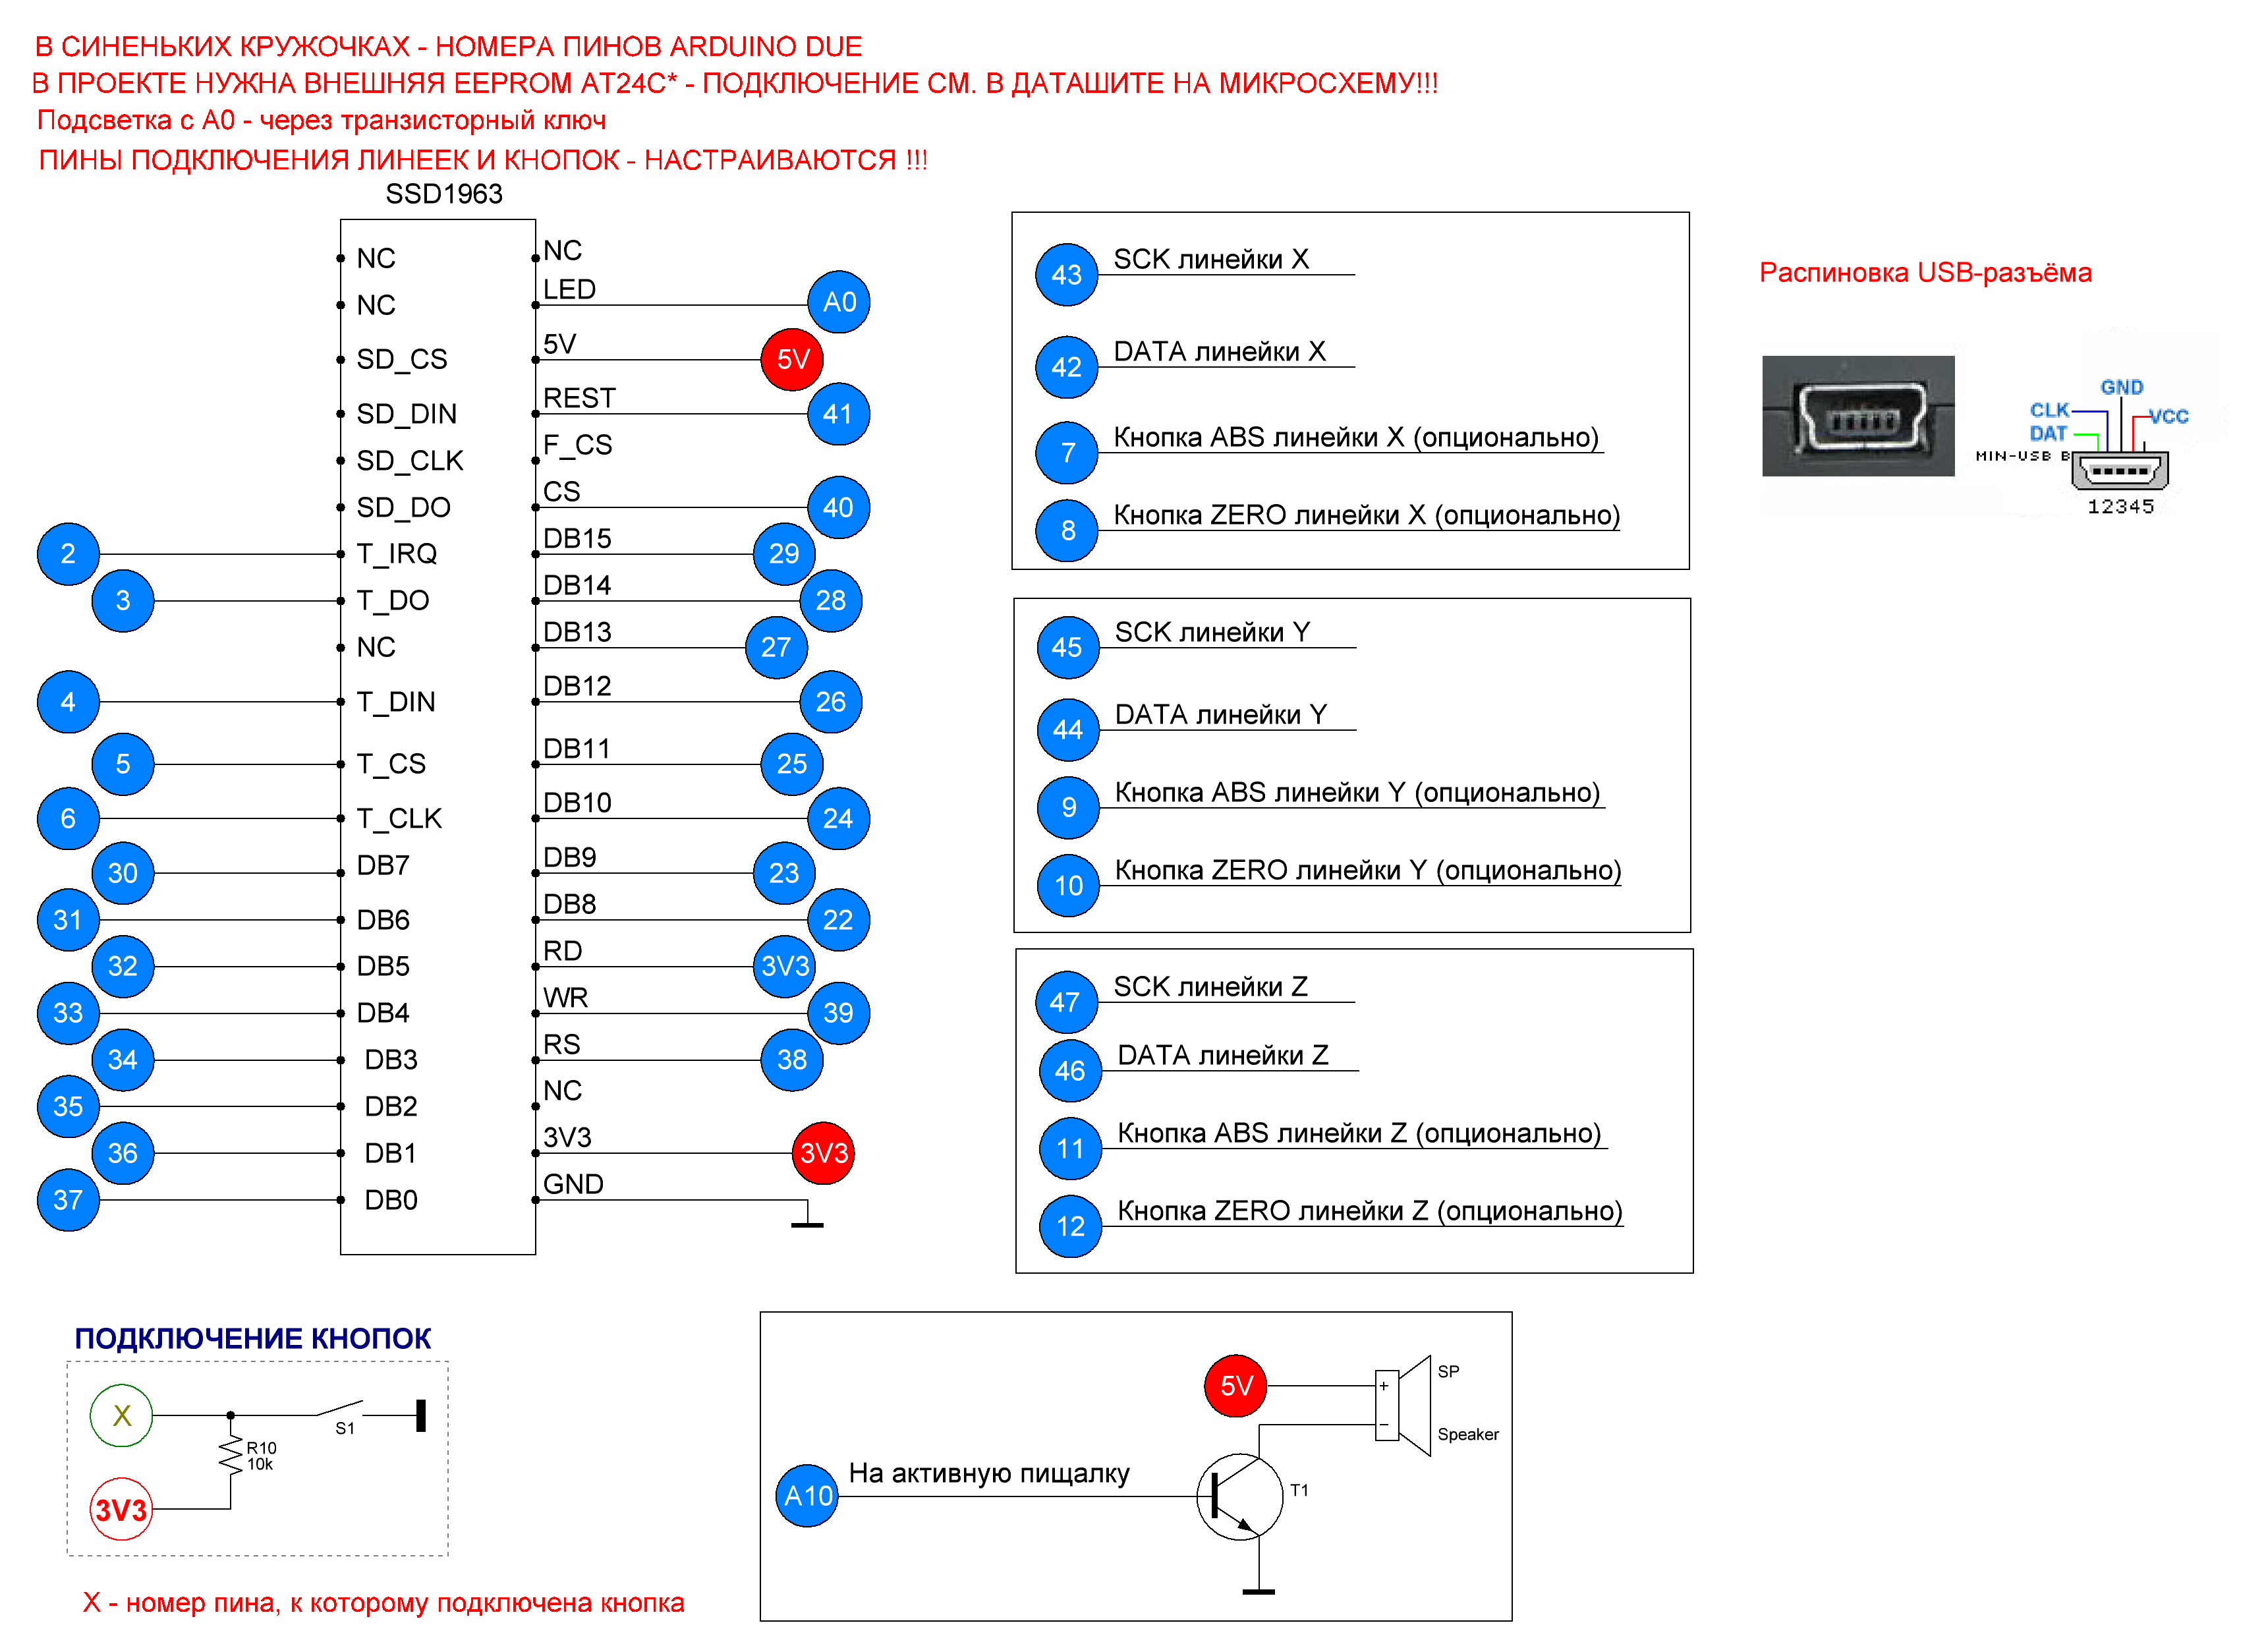 В СИНЕНЬКИХ КРУЖОЧКАХ - НОМЕРА ПИНОВ ARDUINO DUE
В ПРОЕКТЕ НУЖНА ВНЕШНЯЯ EEPROM AT24C* - ПОДКЛЮЧЕНИЕ СМ. В ДАТАШИТЕ НА МИКРОСХЕМУ!!!
Подсветка с A0 - через транзисторный ключ
ПИНЫ ПОДКЛЮЧЕНИЯ ЛИНЕЕК И КНОПОК - НАСТРАИВАЮТСЯ !!!
SSD1963
NC
NC
SD_CS
SD_DIN
SD_CLK
SD_DO
2 T_IRQ
3 T_DO
NC
4 T_DIN
5 T_CS
6 T_CLK
30 DB7
31 DB6
32 DB5
33 DB4
34 DB3
35 DB2
36 DB1
37 DB0
NC
LED A0
5V 5V
REST 41
F_CS
CS 40
DB15 29
DB14 28
DB13 27
DB12 26
DB11 25
DB10 24
DB9 23
DB8 22
RD 3V3
WR 39
RS 38
NC
3V3 3V3
GND
43 SCK линейки X
42 DATA линейки X
7 Кнопка ABS линейки X (опционально)
8 Кнопка ZERO линейки X (опционально)
45 SCK линейки Y
44 DATA линейки Y
9 Кнопка ABS линейки Y (опционально)
10 Кнопка ZERO линейки Y (опционально)
47 SCK линейки Z
46 DATA линейки Z
11 Кнопка ABS линейки Z (опционально)
12 Кнопка ZERO линейки Z (опционально)
Распиновка USB-разъёма
GND
CLK VCC
DAT
MIN-USB B
12345
ПОДКЛЮЧЕНИЕ КНОПОК
X
S1
R10
10k
3V3
X - номер пина, к которому подключена кнопка
5V
+
−
SP
Speaker
A10 На активную пищалку
T1